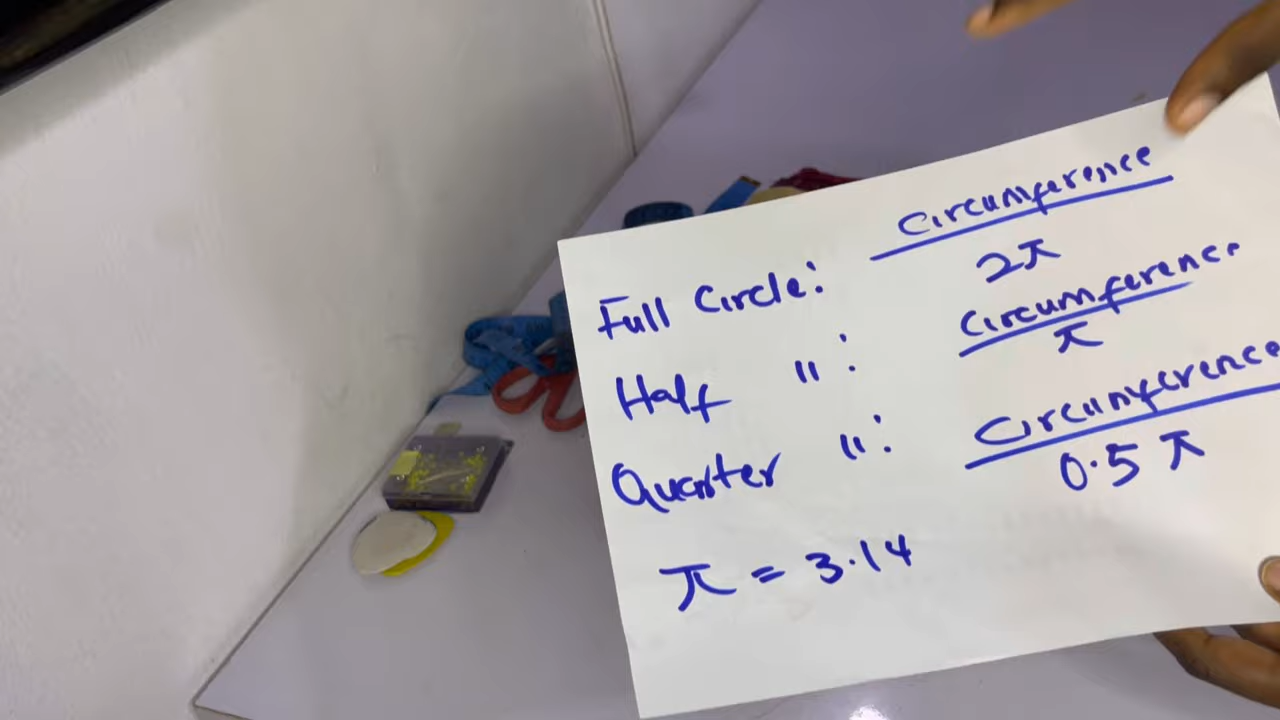 Full Circle: Circumference
2π
Half " : Circumference
π
Quarter " : Circumference
0.5 π
π = 3.14